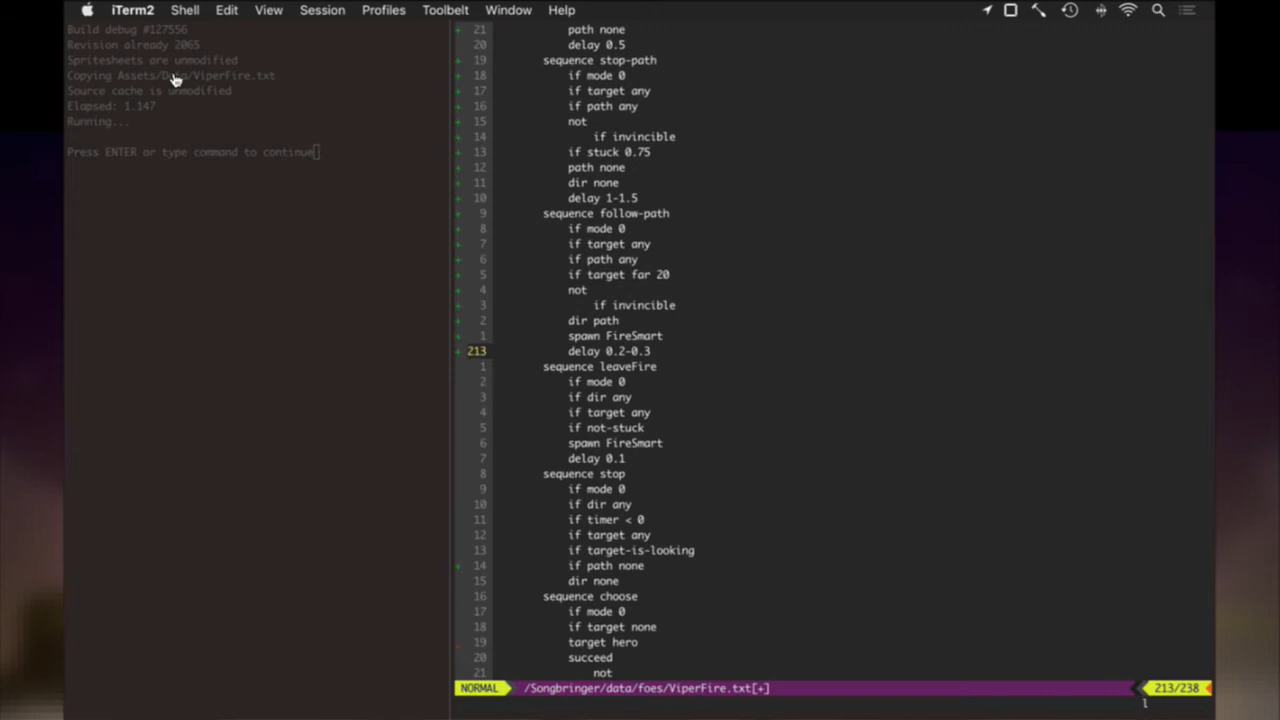 iTerm2 Shell Edit View Session Profiles Toolbelt Window Help
Build debug #127556
Revision already 2065
Spritesheets are unmodified
Copying Assets/Data/ViperFire.txt
Source cache is unmodified
Elapsed: 1.147
Running...
Press ENTER or type command to continue
+ 21 path none
+ 20 delay 0.5
+ 19 sequence stop-path
+ 18 if mode 0
+ 17 if target any
+ 16 if path any
+ 15 not
+ 14 if invincible
+ 13 if stuck 0.75
+ 12 path none
+ 11 dir none
+ 10 delay 1-1.5
+ 9 sequence follow-path
+ 8 if mode 0
+ 7 if target any
+ 6 if path any
+ 5 if target far 20
+ 4 not
+ 3 if invincible
+ 2 dir path
+ 1 spawn FireSmart
+ 213 delay 0.2-0.3
1 sequence leaveFire
2 if mode 0
3 if dir any
4 if target any
5 if not-stuck
6 spawn FireSmart
7 delay 0.1
8 sequence stop
9 if mode 0
10 if dir any
11 if timer < 0
12 if target any
13 if target-is-looking
+ 14 if path none
15 dir none
16 sequence choose
17 if mode 0
18 if target none
_ 19 target hero
20 succeed
21 not
NORMAL /Songbringer/data/foes/ViperFire.txt[+] 213/238
l